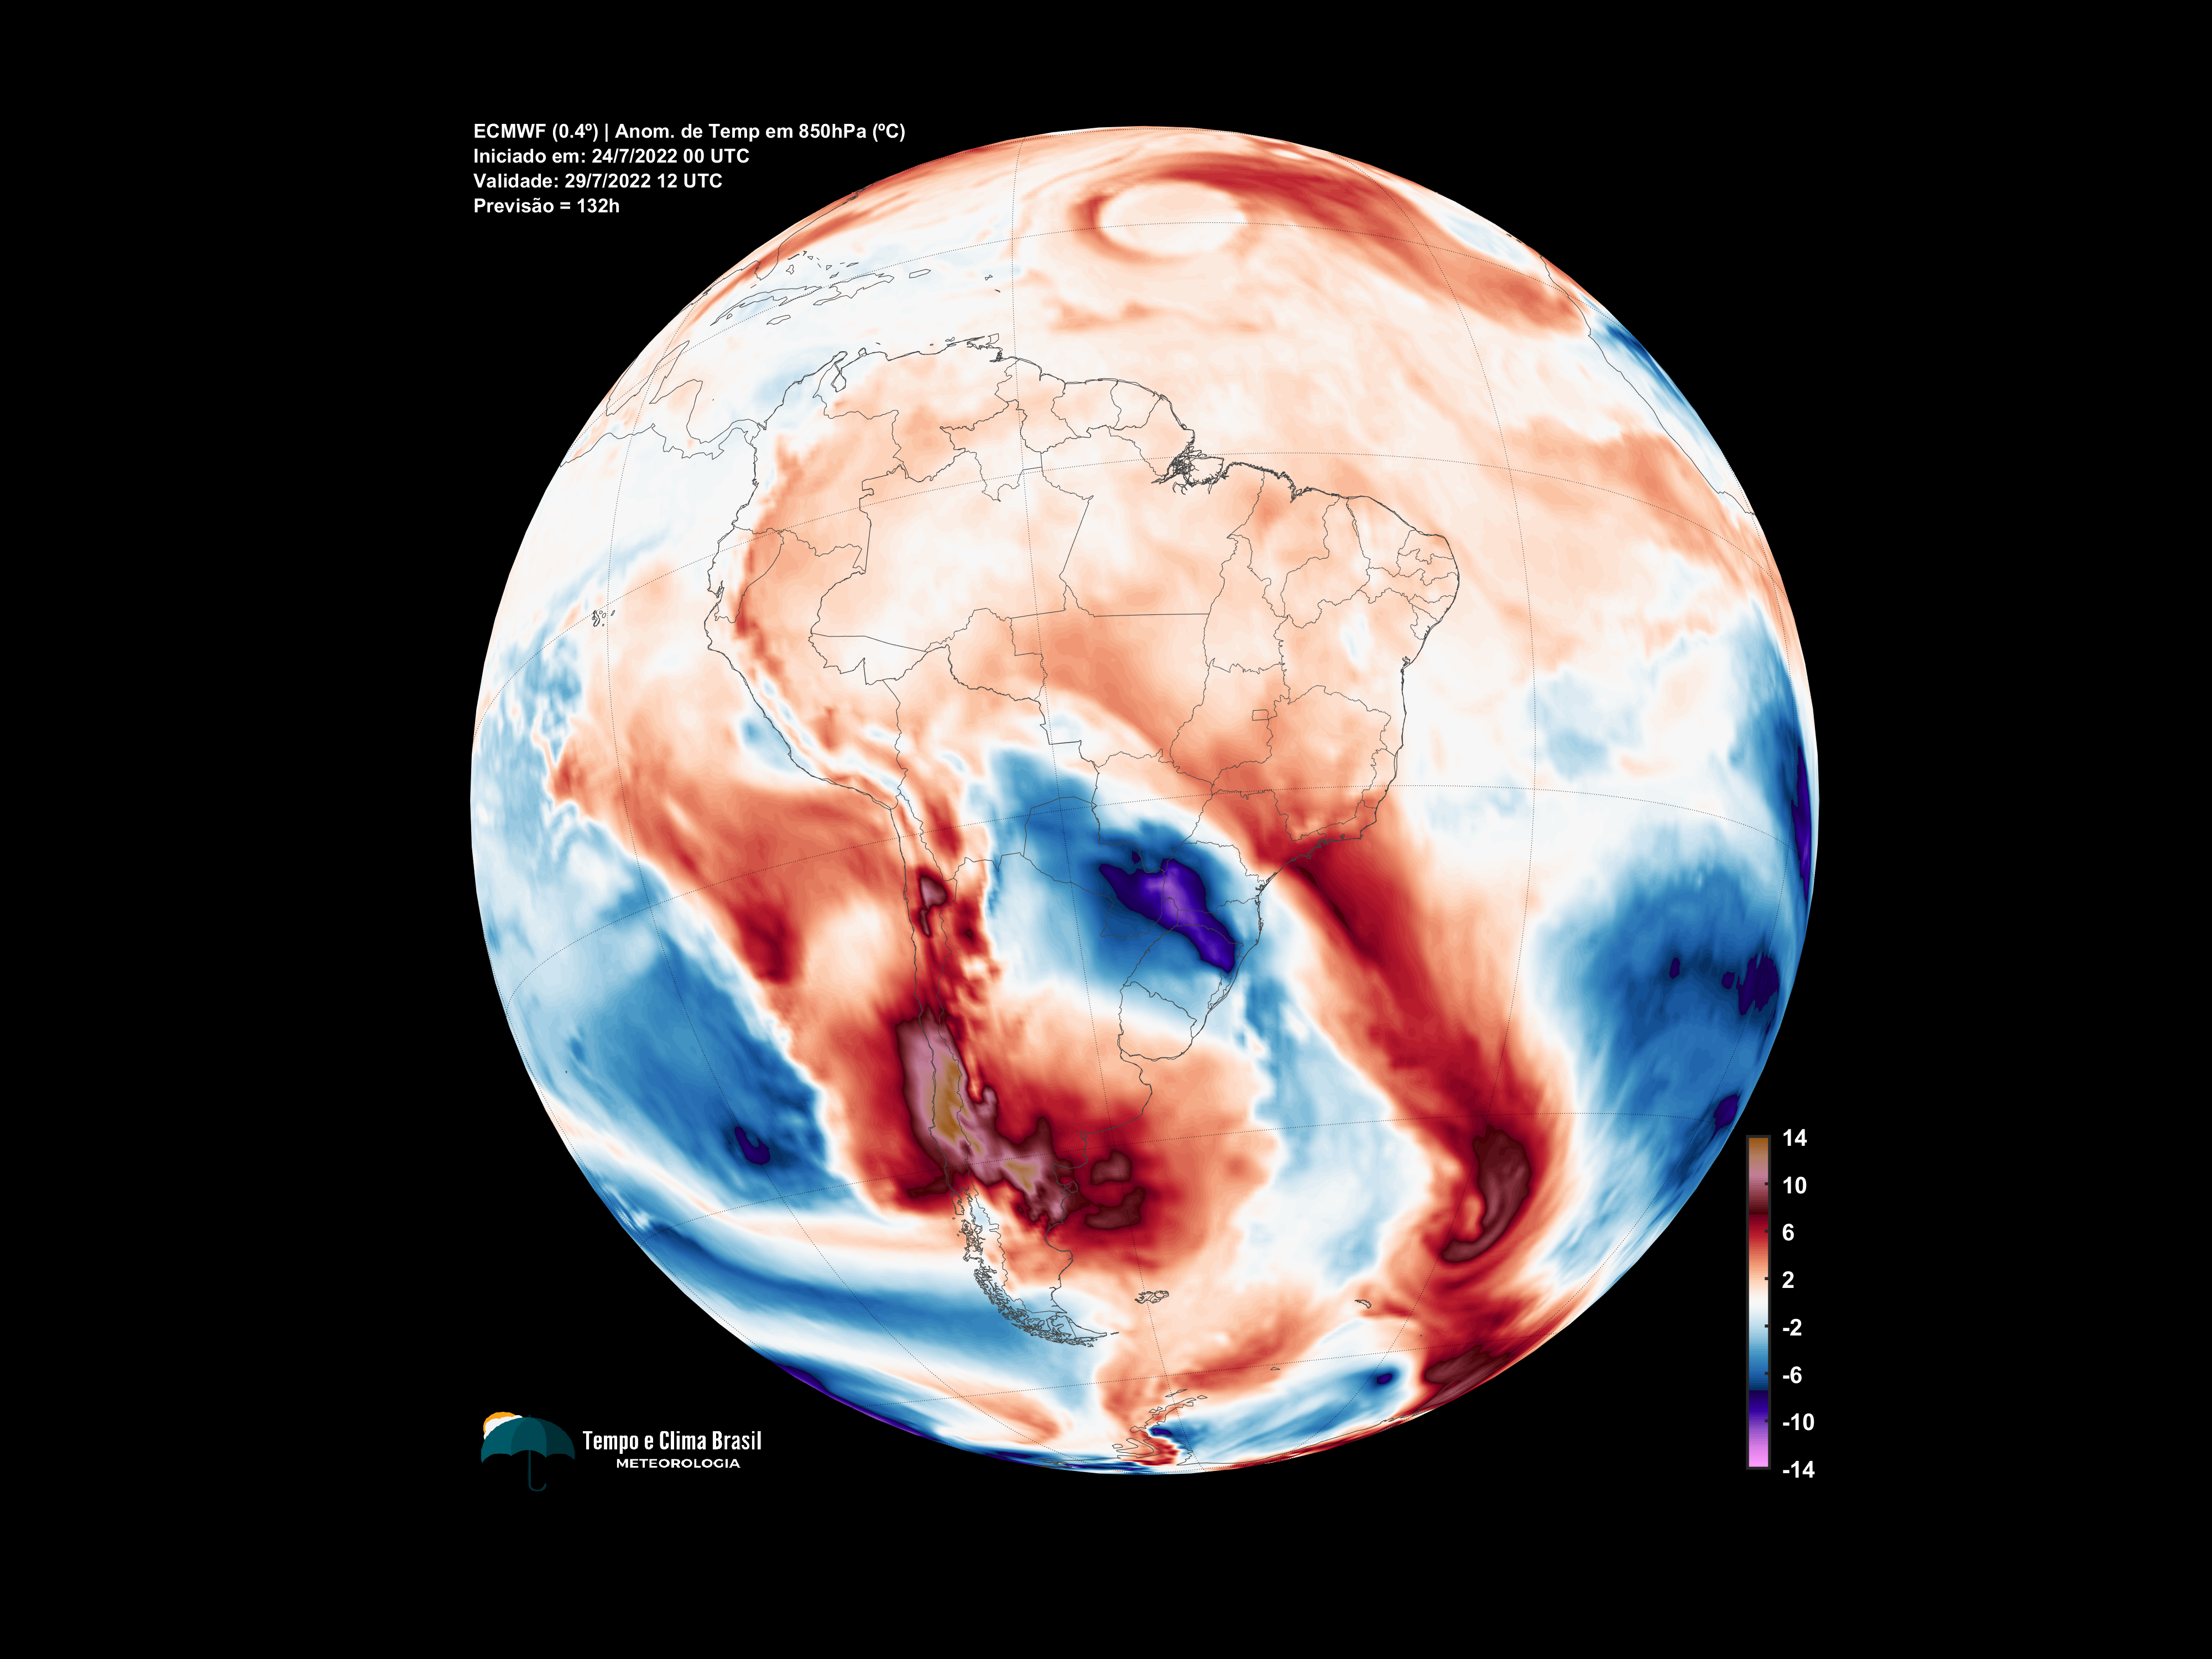 ECMWF (0.4º) | Anom. de Temp em 850hPa (ºC)
Iniciado em: 24/7/2022 00 UTC
Validade: 29/7/2022 12 UTC
Previsão = 132h
14
10
6
2
-2
-6
-10
-14
Tempo e Clima Brasil
METEOROLOGIA